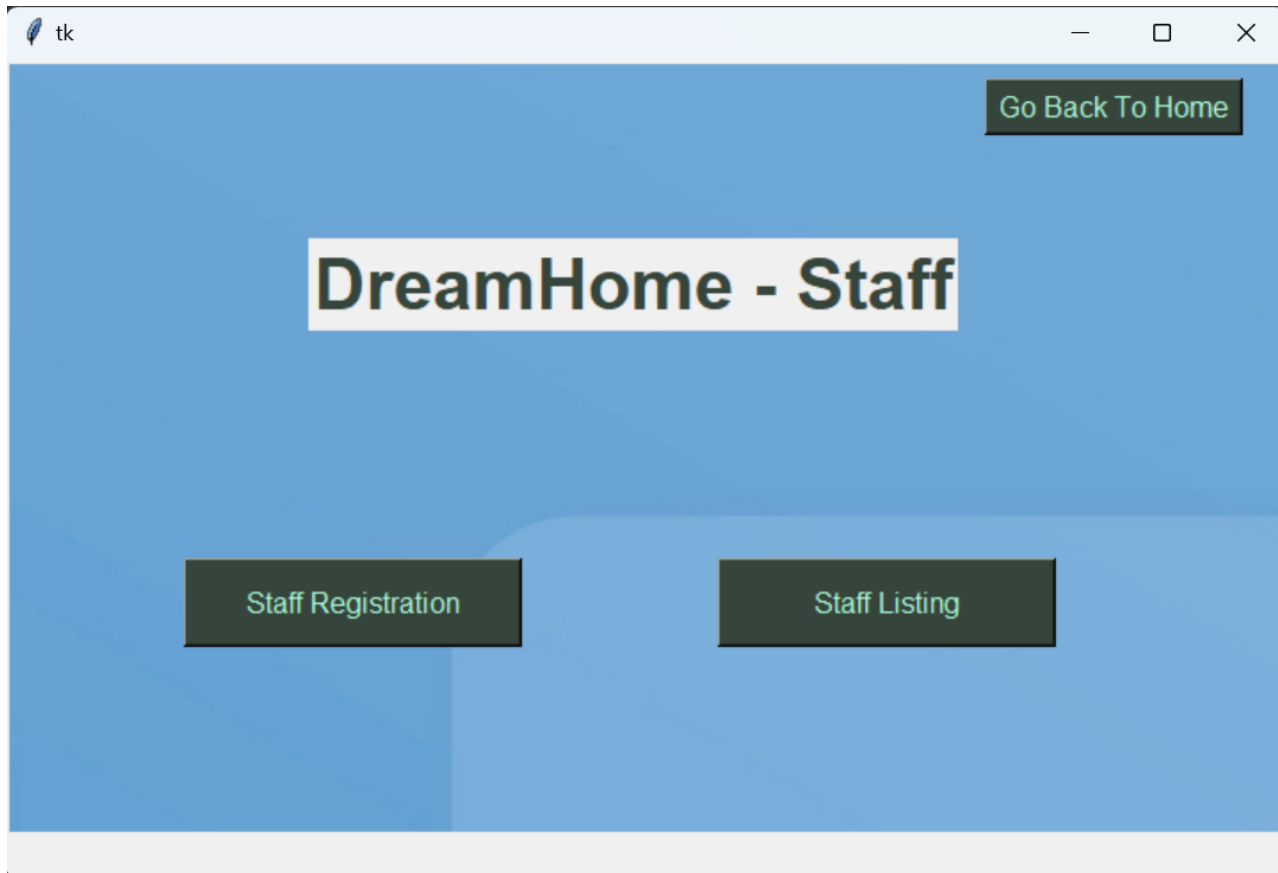 tk
Go Back To Home
DreamHome - Staff
Staff Registration
Staff Listing